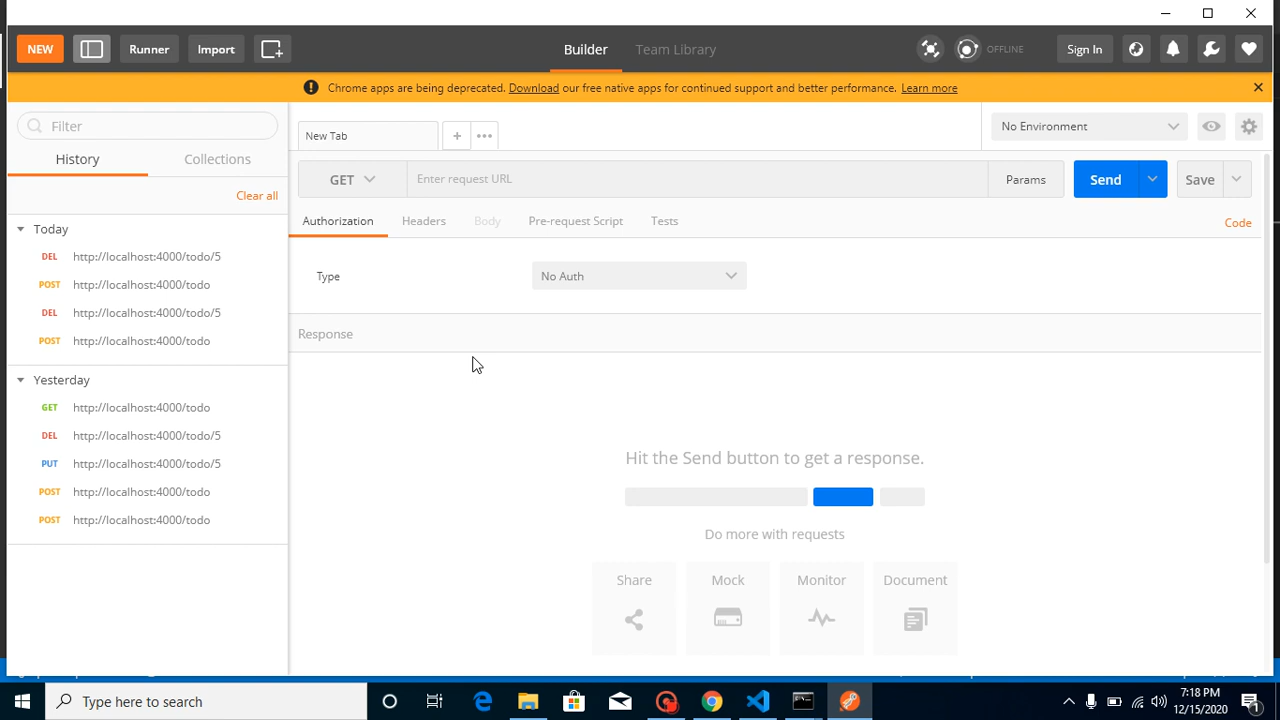 NEW
Runner
Import
Builder
Team Library
OFFLINE
Sign In
Chrome apps are being deprecated. Download our free native apps for continued support and better performance. Learn more
Filter
History
Collections
Clear all
Today
DEL http://localhost:4000/todo/5
POST http://localhost:4000/todo
DEL http://localhost:4000/todo/5
POST http://localhost:4000/todo
Yesterday
GET http://localhost:4000/todo
DEL http://localhost:4000/todo/5
PUT http://localhost:4000/todo/5
POST http://localhost:4000/todo
POST http://localhost:4000/todo
New Tab
No Environment
GET
Enter request URL
Params
Send
Save
Authorization
Headers
Body
Pre-request Script
Tests
Code
Type
No Auth
Response
Hit the Send button to get a response.
Do more with requests
Share
Mock
Monitor
Document
Type here to search
7:18 PM
12/15/2020
1